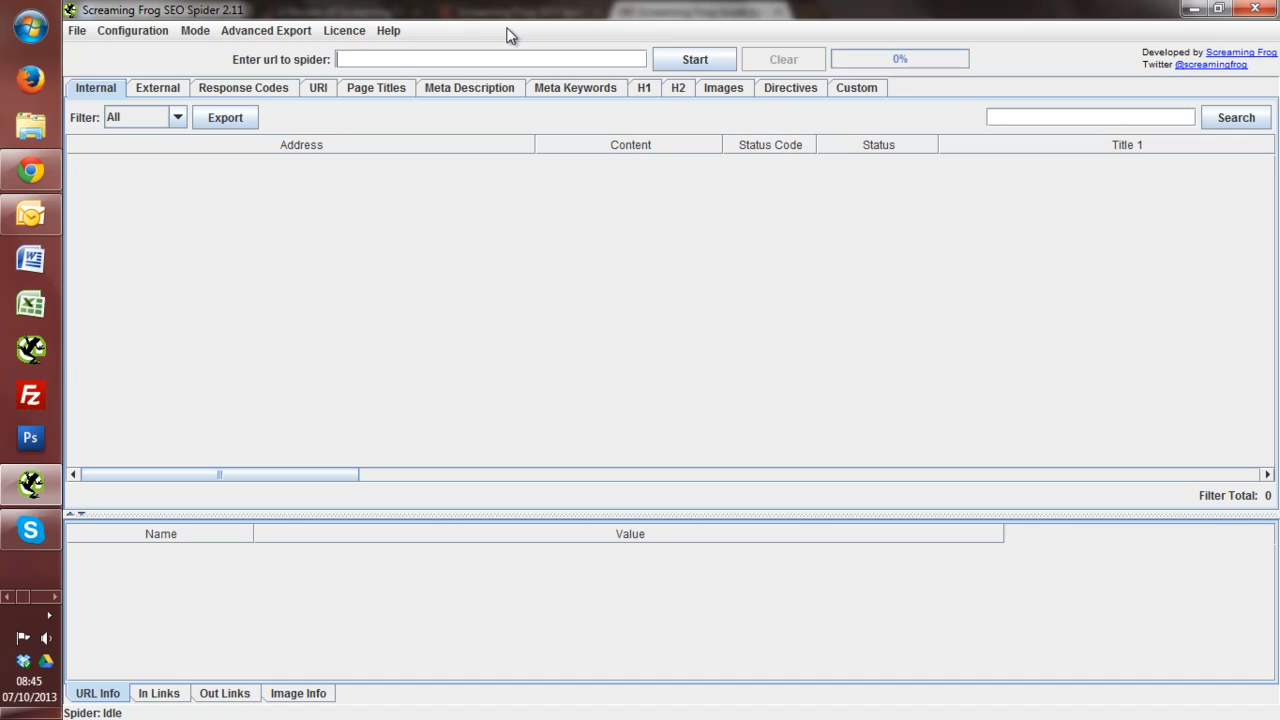 Screaming Frog SEO Spider 2.11
File Configuration Mode Advanced Export Licence Help
Enter url to spider: Start Clear 0%
Developed by Screaming Frog
Twitter @screamingfrog
Internal External Response Codes URI Page Titles Meta Description Meta Keywords H1 H2 Images Directives Custom
Filter: All Export Search
Address Content Status Code Status Title 1
Filter Total: 0
Name Value
URL Info In Links Out Links Image Info
Spider: Idle
Fz
Ps
S
08:45
07/10/2013